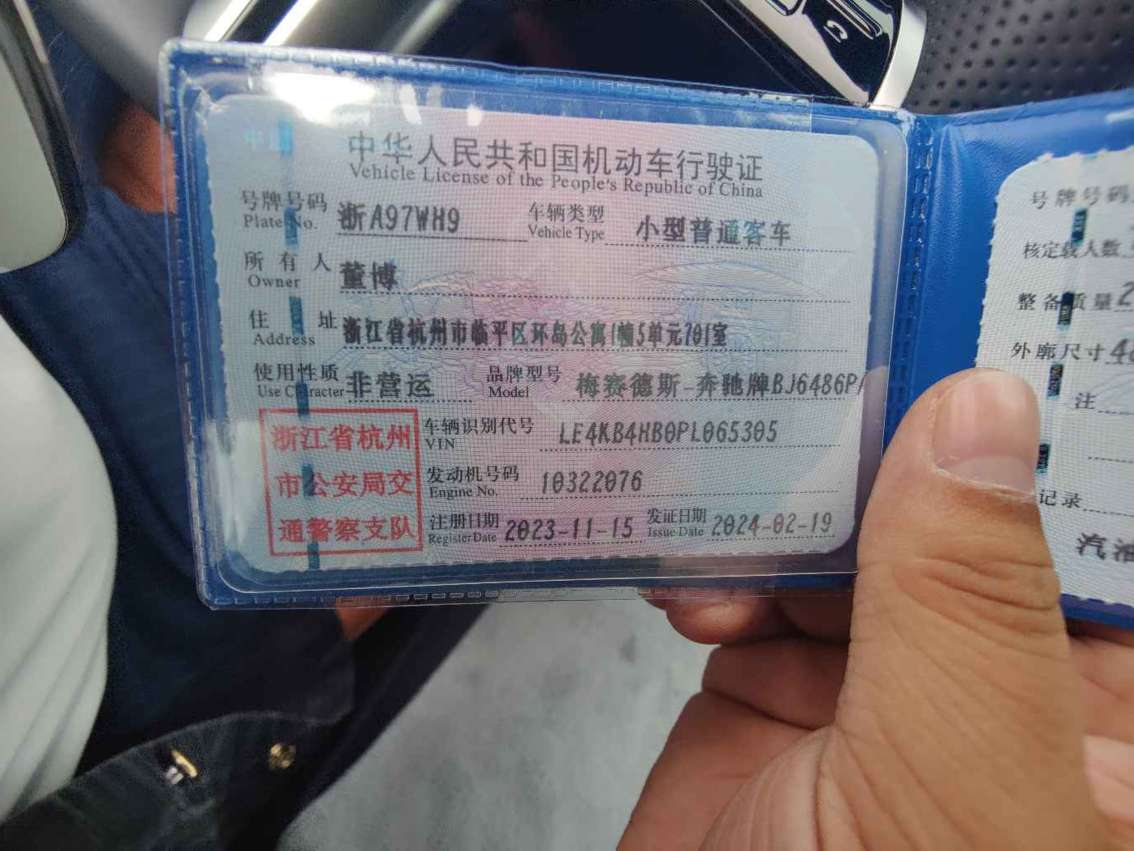 中华人民共和国机动车行驶证
Vehicle License of the People's Republic of China
号牌号码 浙A97WH9 车辆类型 小型普通客车
Plate No. Vehicle Type
所有人 董博
Owner
住址 浙江省杭州市临平区环岛公寓1幢5单元701室
Address
使用性质 非营运 品牌型号 梅赛德斯-奔驰牌BJ6486P
Use Character Model
浙江省杭州
市公安局交
通警察支队
车辆识别代号 LE4KB4HB0PL065305
VIN
发动机号码 10322076
Engine No.
注册日期 2023-11-15 发证日期 2024-02-19
Register Date Issue Date
号牌号码
核定载人数
整备质量 2
外廓尺寸 4
注
记录
汽油